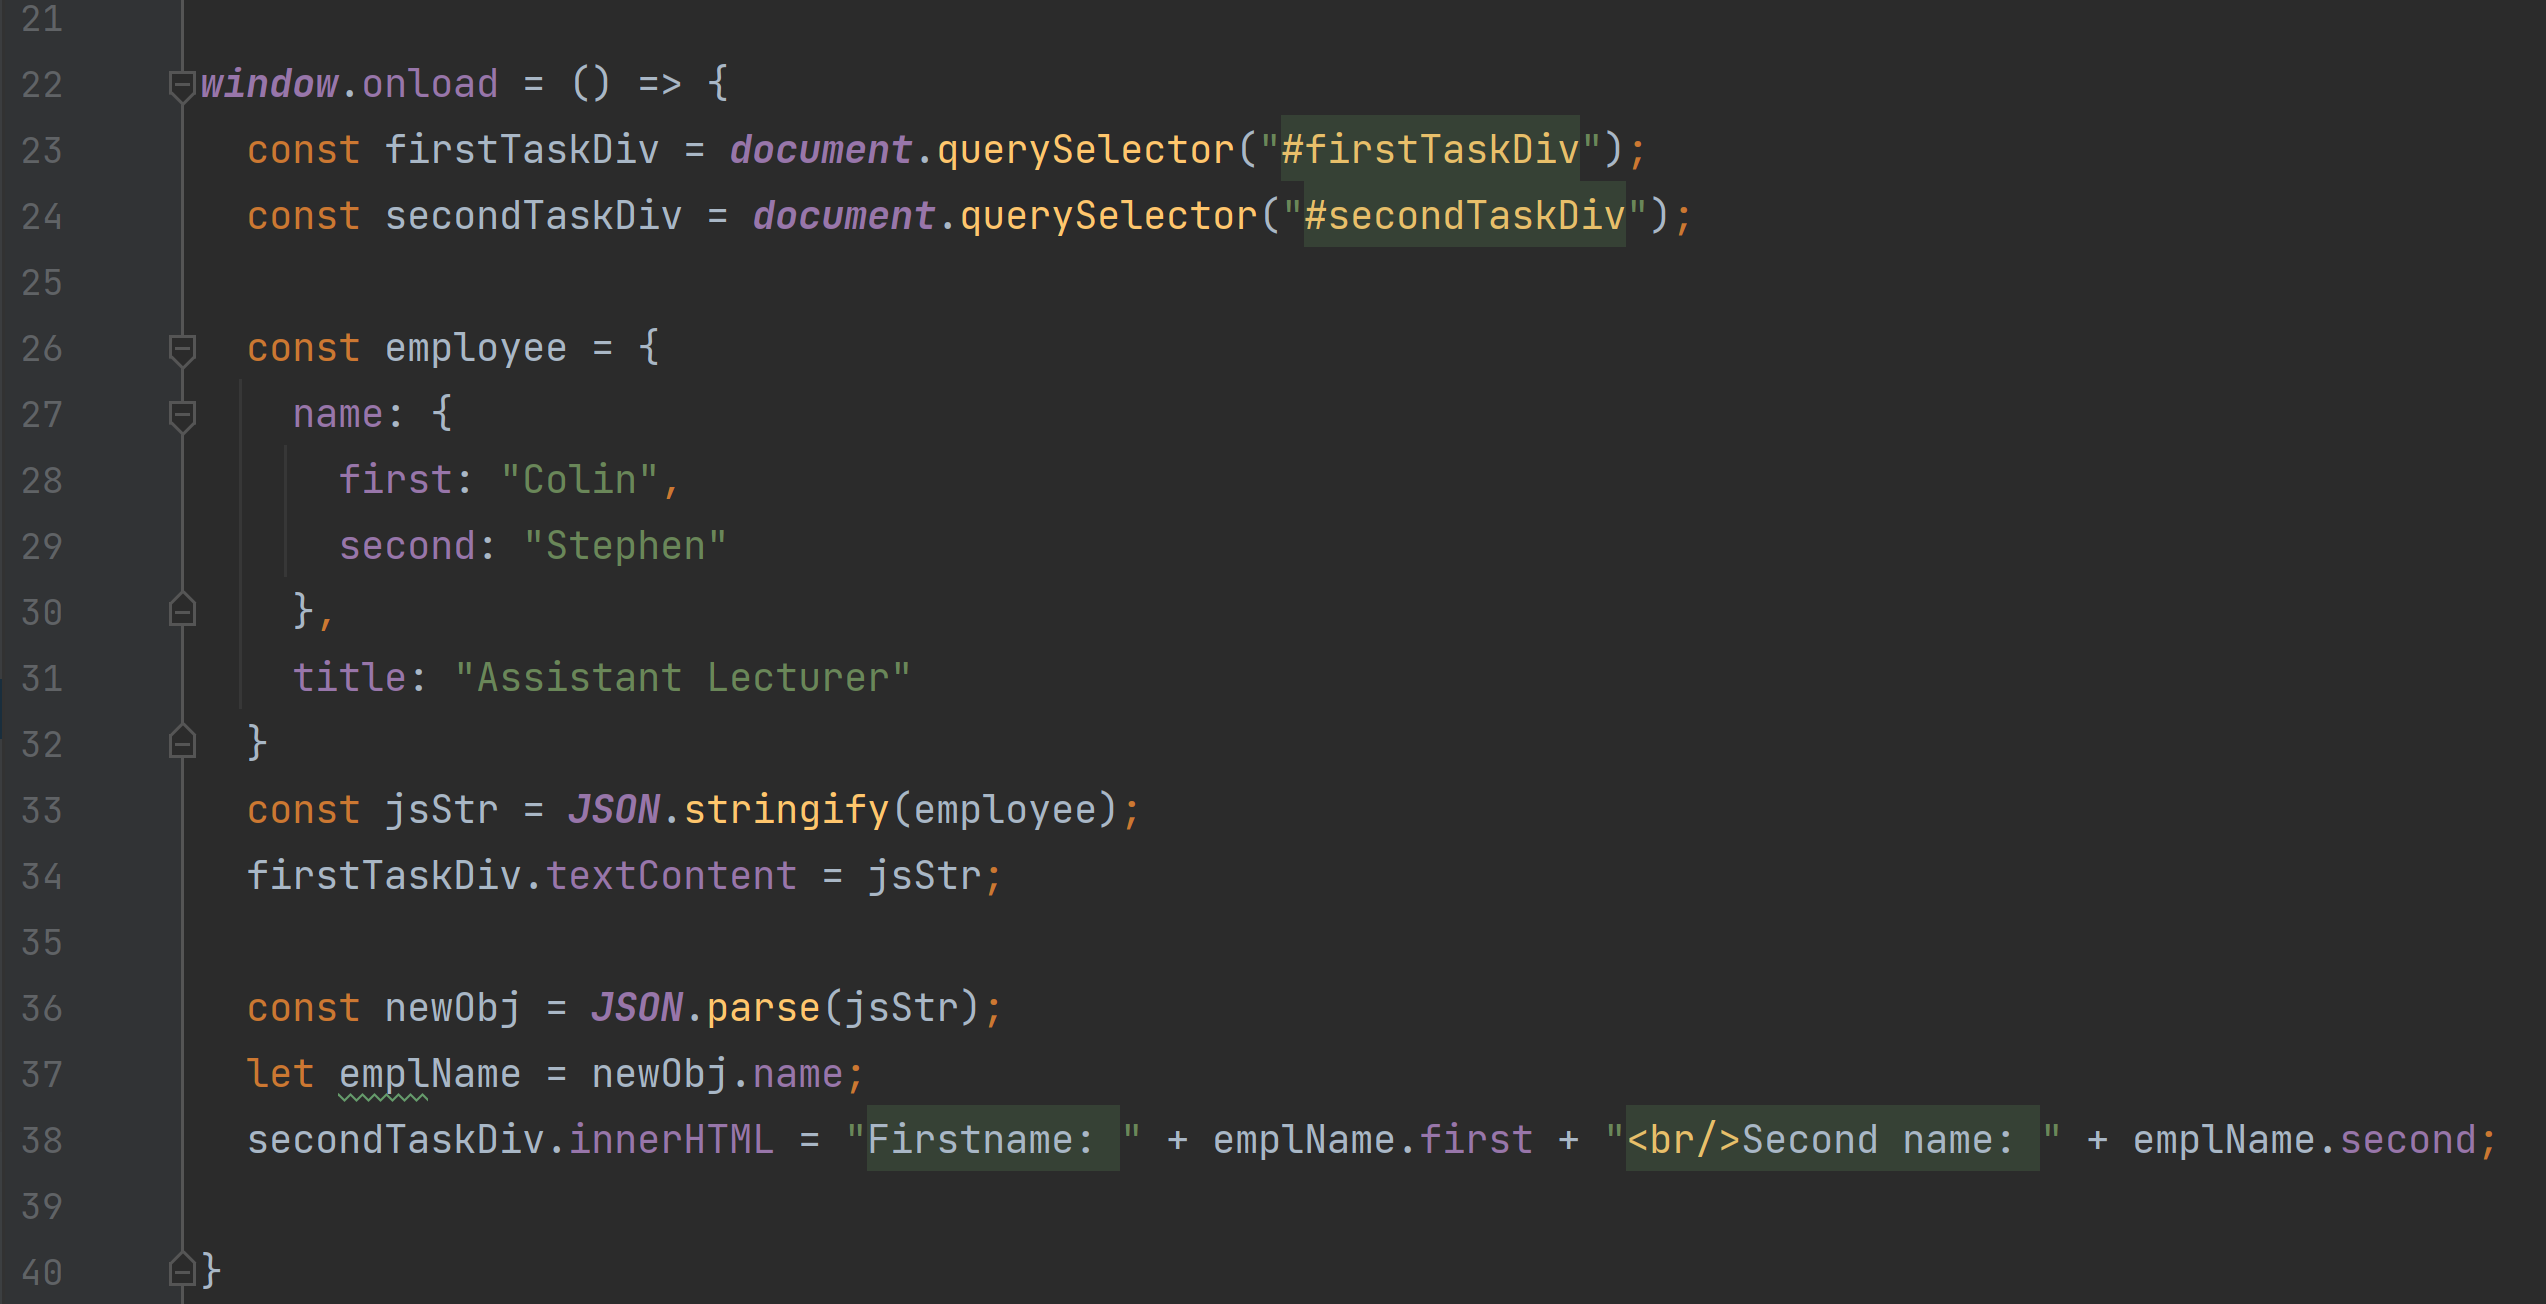 21
22 window.onload = () => {
23 const firstTaskDiv = document.querySelector("#firstTaskDiv");
24 const secondTaskDiv = document.querySelector("#secondTaskDiv");
25
26 const employee = {
27 name: {
28 first: "Colin",
29 second: "Stephen"
30 },
31 title: "Assistant Lecturer"
32 }
33 const jsStr = JSON.stringify(employee);
34 firstTaskDiv.textContent = jsStr;
35
36 const newObj = JSON.parse(jsStr);
37 let emplName = newObj.name;
38 secondTaskDiv.innerHTML = "Firstname: " + emplName.first + "<br/>Second name: " + emplName.second;
39
40 }